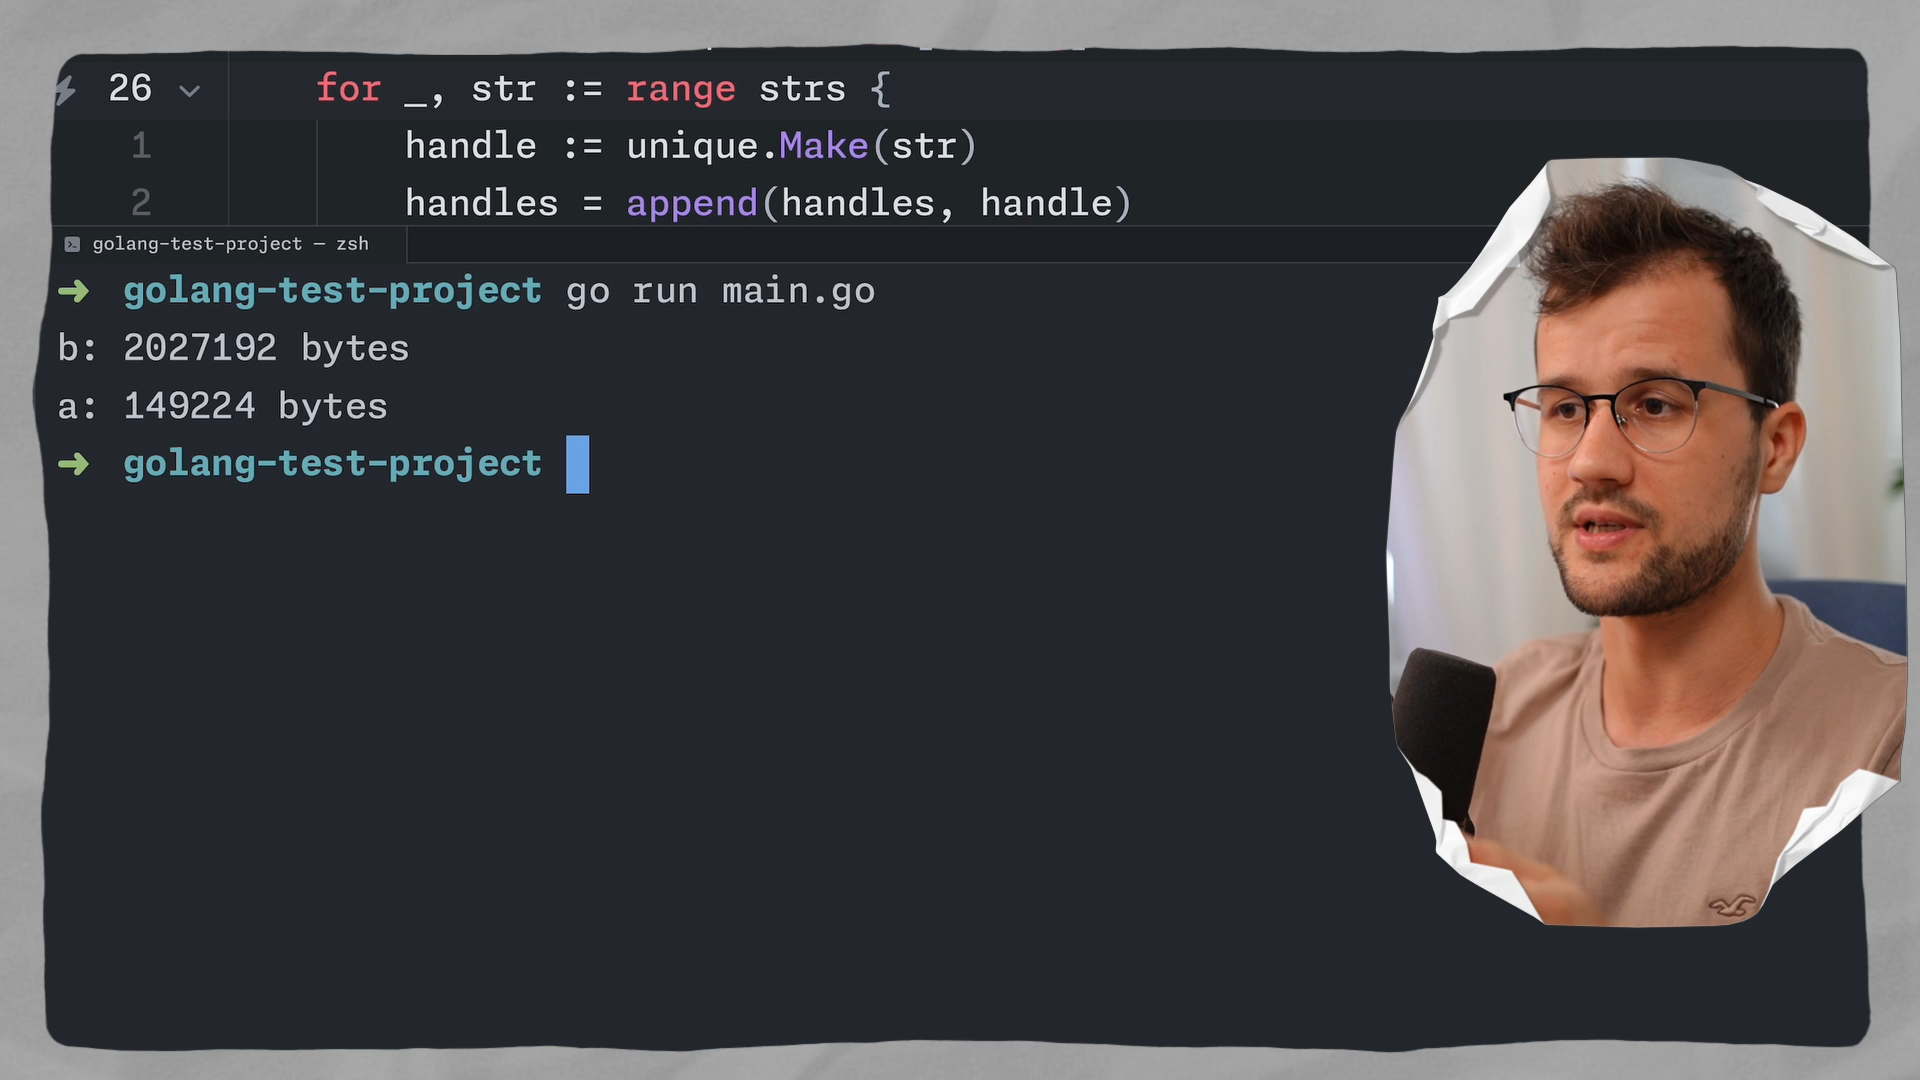 26 for _, str := range strs {
1 handle := unique.Make(str)
2 handles = append(handles, handle)
golang-test-project — zsh
➜ golang-test-project go run main.go
b: 2027192 bytes
a: 149224 bytes
➜ golang-test-project